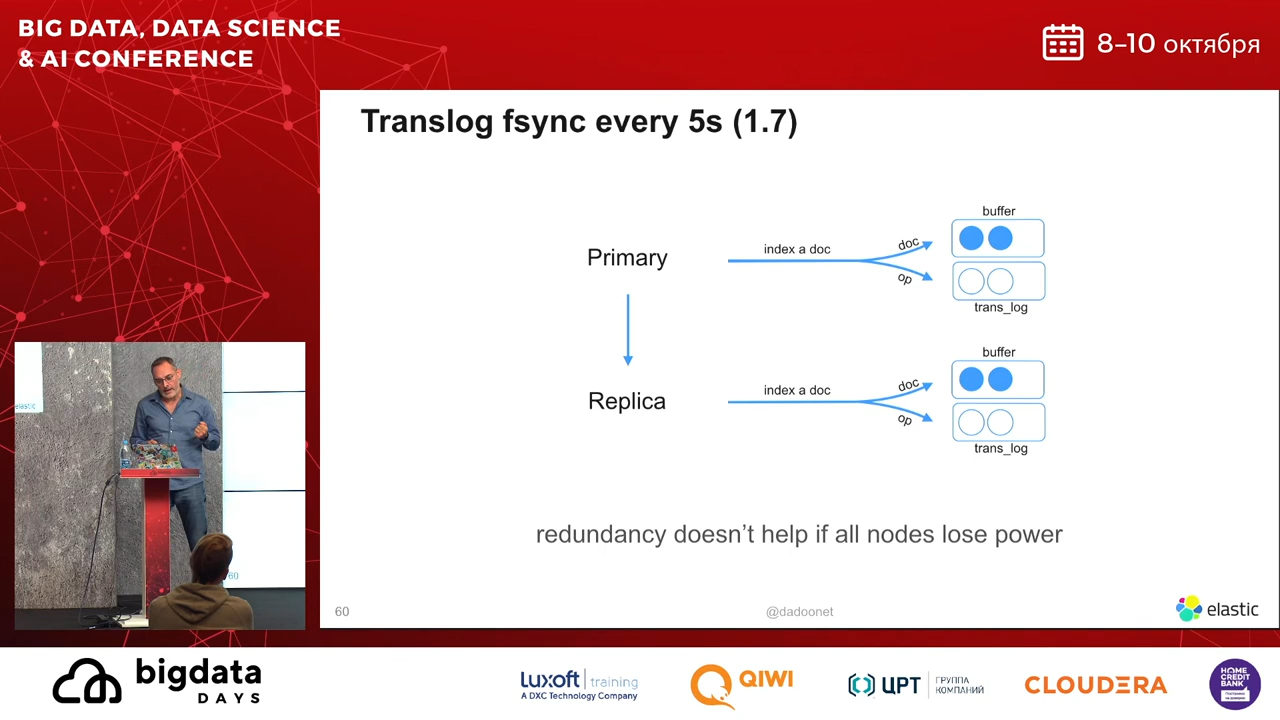 BIG DATA, DATA SCIENCE
& AI CONFERENCE
8–10 октября
Translog fsync every 5s (1.7)
buffer
Primary
index a doc
doc
op
trans_log
buffer
Replica
index a doc
doc
op
trans_log
redundancy doesn’t help if all nodes lose power
60
@dadoonet
elastic
elastic
60
bigdata
DAYS
Luxoft training
A DXC Technology Company
QIWI
ЦРТ
ГРУППА
КОМПАНИЙ
CLOUDERA
HOME
CREDIT
BANK